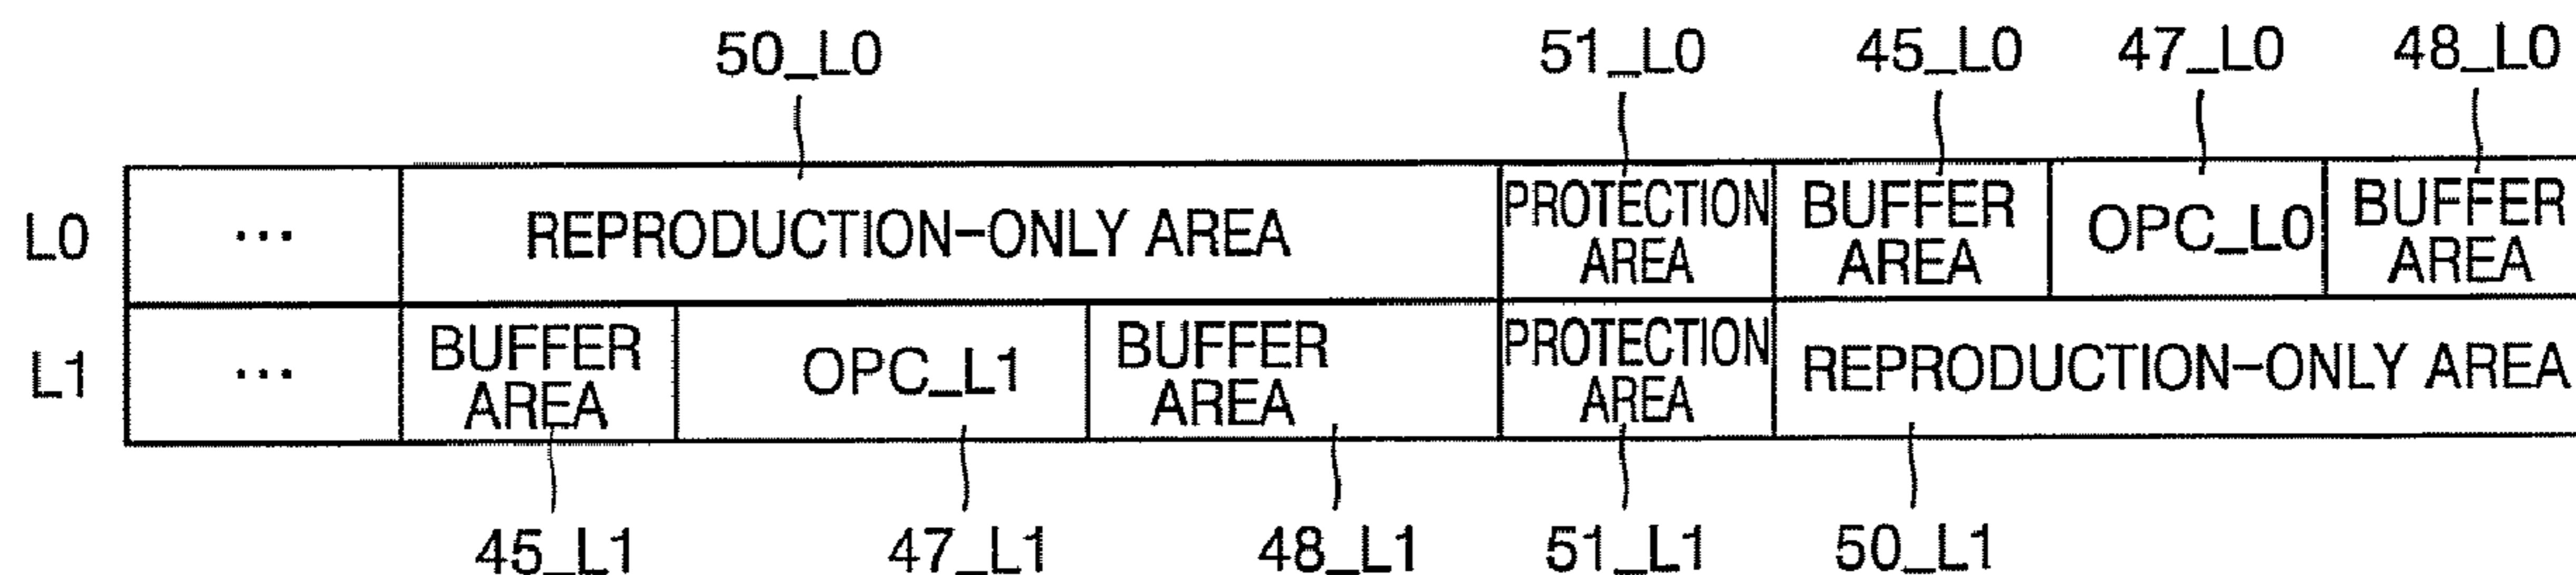 50_L0 51_L0 45_L0 47_L0 48_L0
L0 ... REPRODUCTION-ONLY AREA PROTECTION AREA BUFFER AREA OPC_L0 BUFFER AREA
L1 ... BUFFER AREA OPC_L1 BUFFER AREA PROTECTION AREA REPRODUCTION-ONLY AREA
45_L1 47_L1 48_L1 51_L1 50_L1